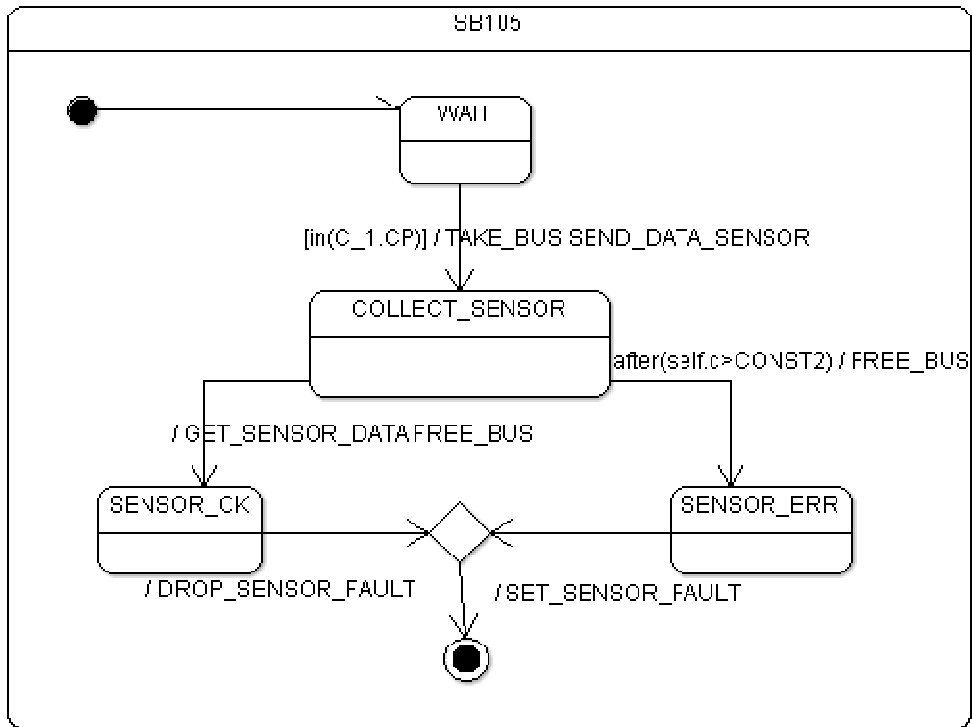 SB105
WAIT
[in(C_1.CP)] / TAKE_BUS SEND_DATA_SENSOR
COLLECT_SENSOR
after(self.c>CONST2) / FREE_BUS
/ GET_SENSOR_DATA FREE_BUS
SENSOR_OK
SENSOR_ERR
/ DROP_SENSOR_FAULT
/ SET_SENSOR_FAULT